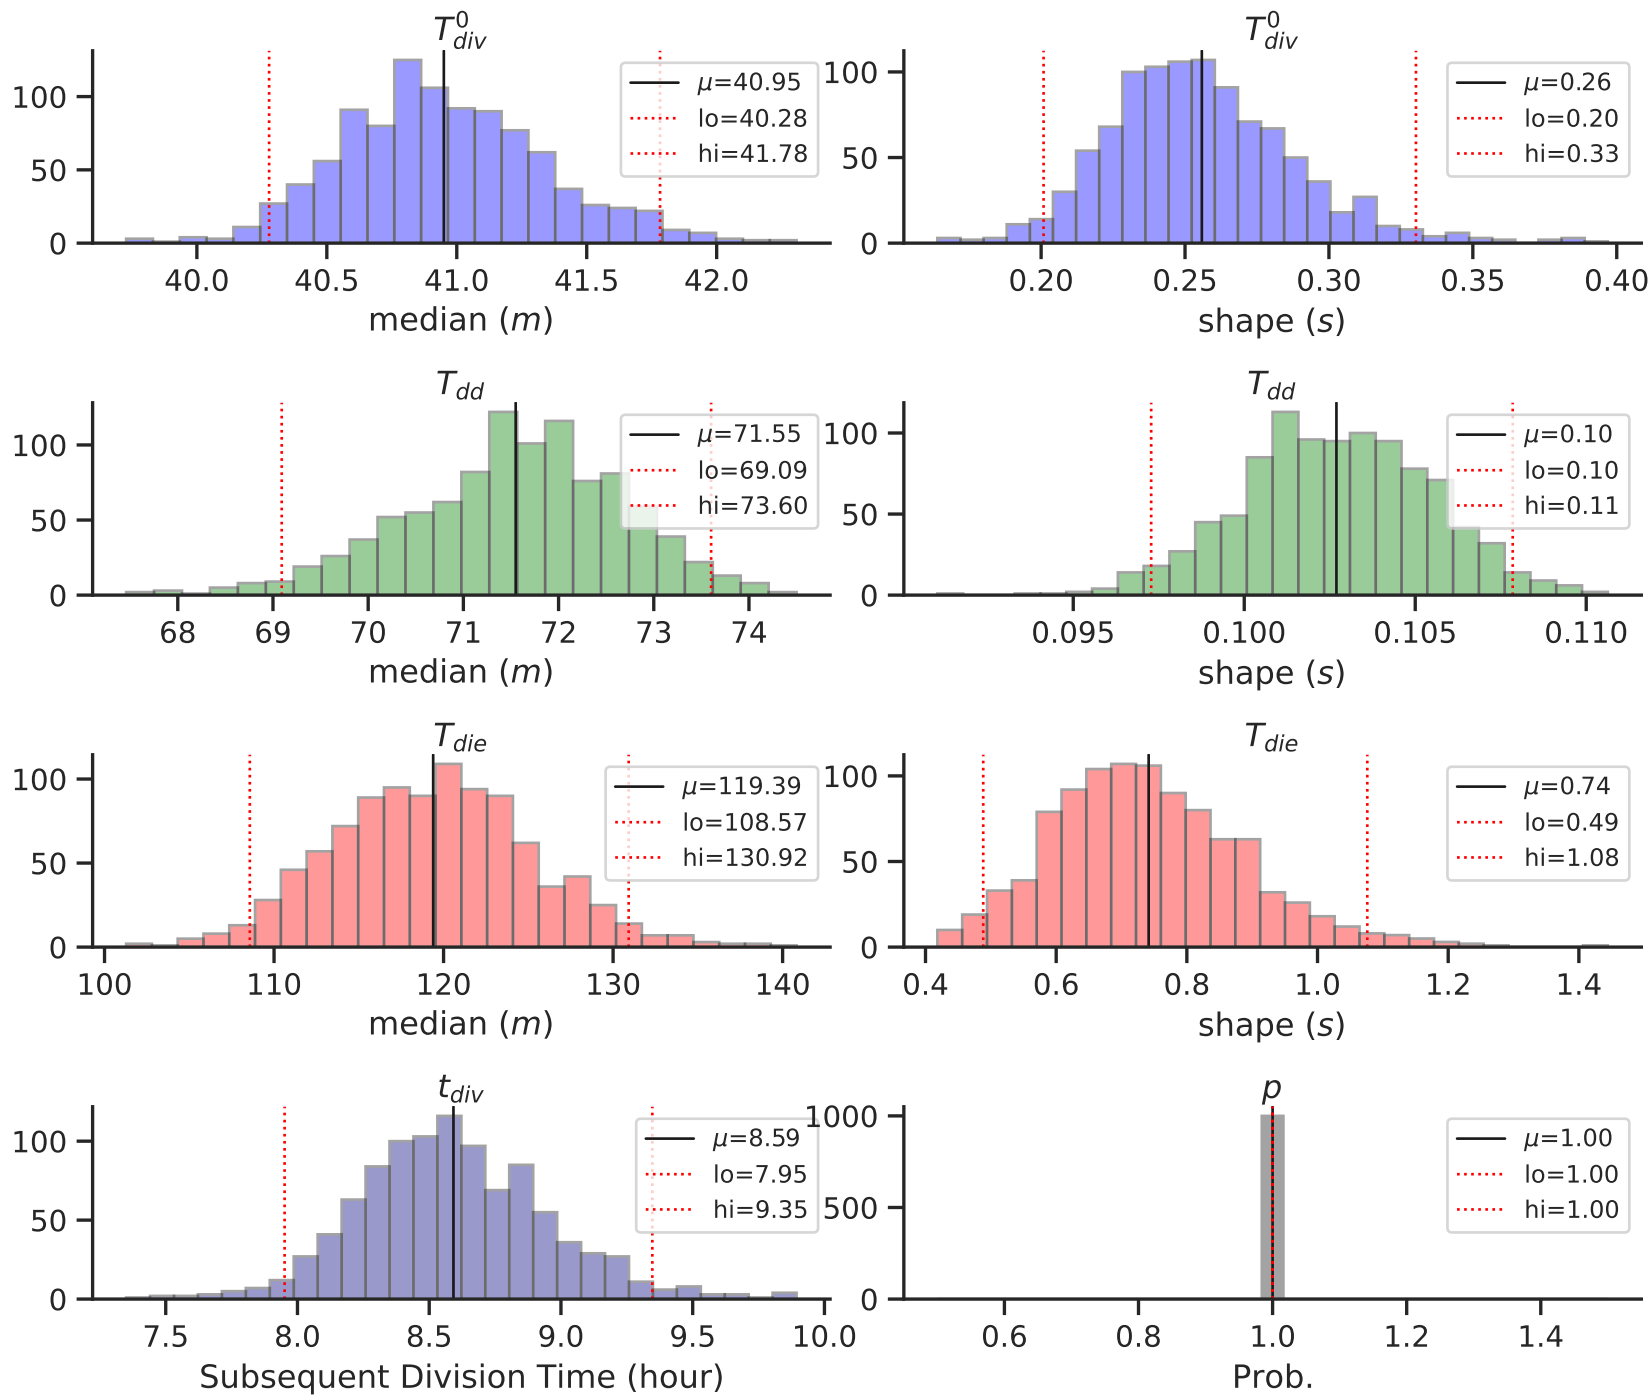 T⁰div
100
50
0
μ=40.95
lo=40.28
hi=41.78
40.0 40.5 41.0 41.5 42.0
median (m)
T⁰div
100
50
0
μ=0.26
lo=0.20
hi=0.33
0.20 0.25 0.30 0.35 0.40
shape (s)
Tdd
100
50
0
μ=71.55
lo=69.09
hi=73.60
68 69 70 71 72 73 74
median (m)
Tdd
100
50
0
μ=0.10
lo=0.10
hi=0.11
0.095 0.100 0.105 0.110
shape (s)
Tdie
100
50
0
μ=119.39
lo=108.57
hi=130.92
100 110 120 130 140
median (m)
Tdie
100
50
0
μ=0.74
lo=0.49
hi=1.08
0.4 0.6 0.8 1.0 1.2 1.4
shape (s)
tdiv
100
50
0
μ=8.59
lo=7.95
hi=9.35
7.5 8.0 8.5 9.0 9.5 10.0
Subsequent Division Time (hour)
p
1000
500
0
μ=1.00
lo=1.00
hi=1.00
0.6 0.8 1.0 1.2 1.4
Prob.